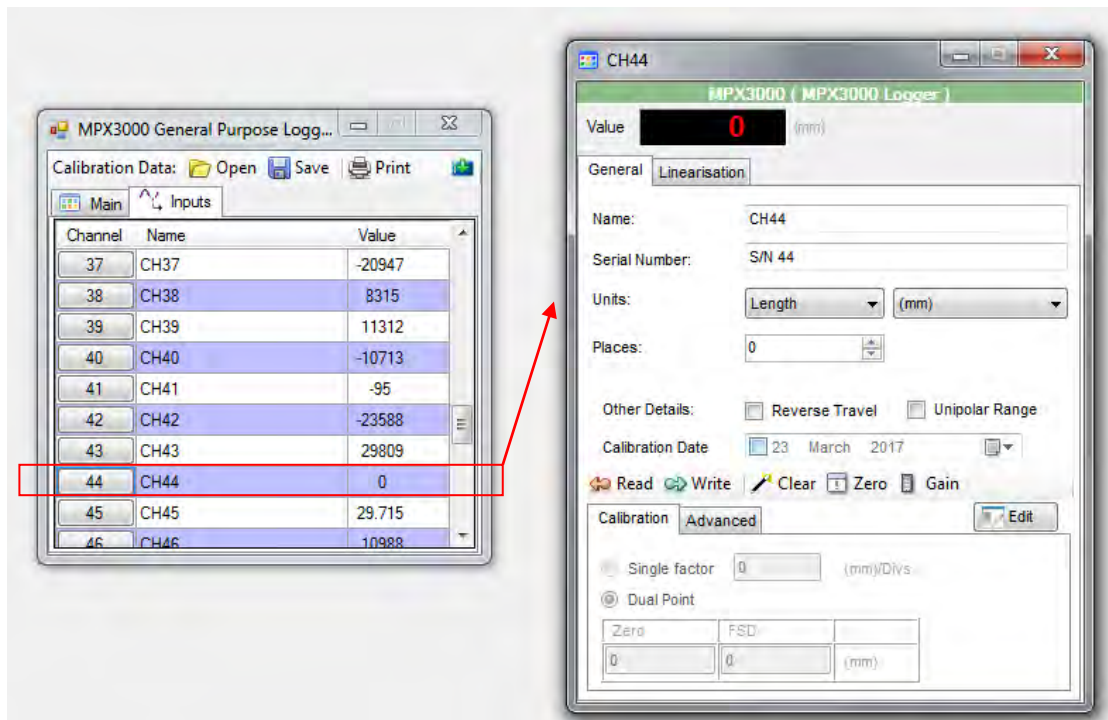 MPX3000 General Purpose Logg...
Calibration Data: Open Save Print
Main Inputs
Channel Name Value
37 CH37 -20947
38 CH38 8315
39 CH39 11312
40 CH40 -10713
41 CH41 -95
42 CH42 -23588
43 CH43 29809
44 CH44 0
45 CH45 29.715
46 CH46 10988
CH44
MPX3000 ( MPX3000 Logger )
Value 0 (mm)
General Linearisation
Name: CH44
Serial Number: S/N 44
Units: Length (mm)
Places: 0
Other Details: Reverse Travel Unipolar Range
Calibration Date 23 March 2017
Read Write Clear Zero Gain
Calibration Advanced Edit
Single factor 0 (mm)/Divs
Dual Point
Zero FSD
0 0 (mm)